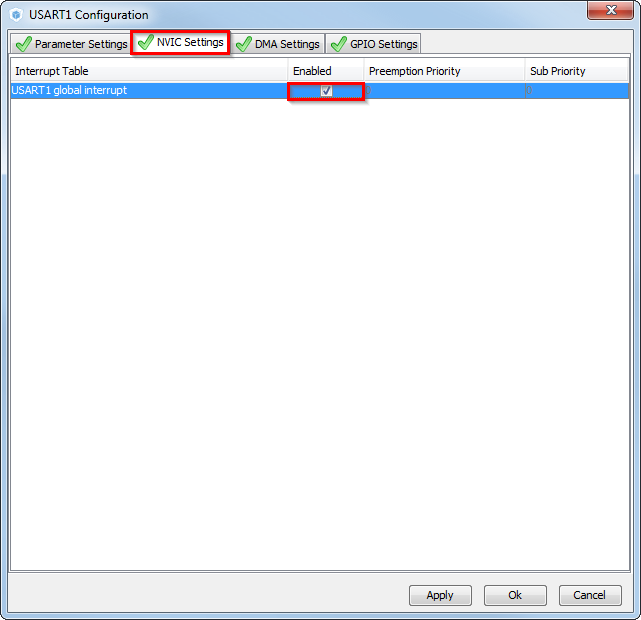 USART1 Configuration
Parameter Settings NVIC Settings DMA Settings GPIO Settings
Interrupt Table Enabled Preemption Priority Sub Priority
USART1 global interrupt
Apply Ok Cancel